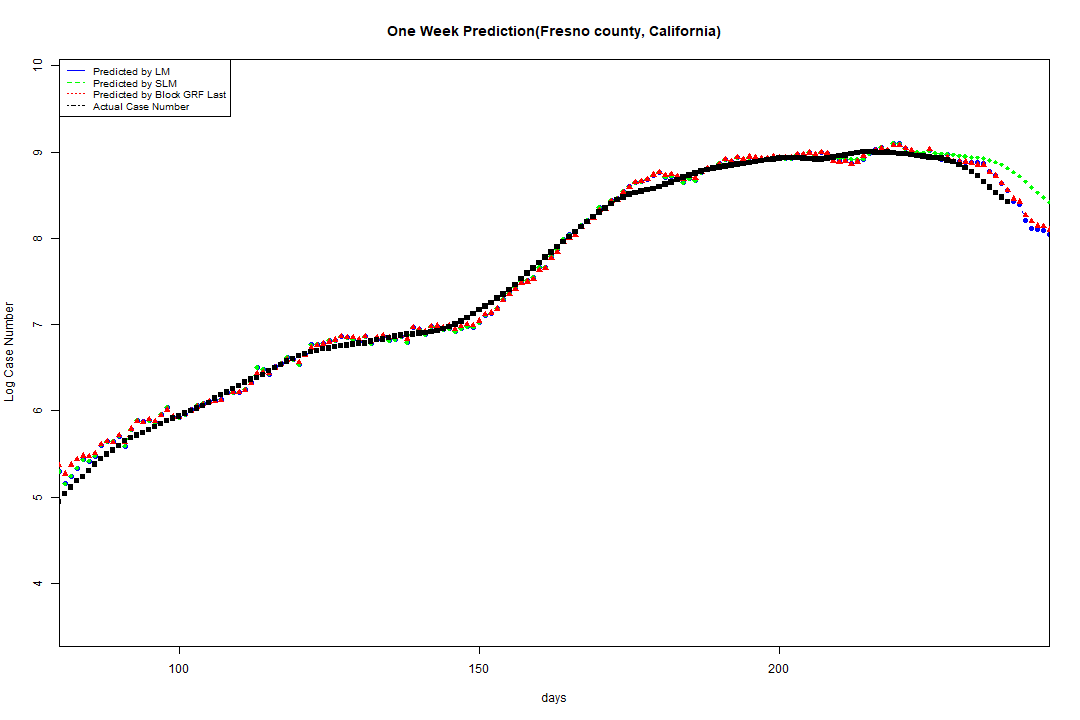 One Week Prediction(Fresno county, California)
Predicted by LM
Predicted by SLM
Predicted by Block GRF Last
Actual Case Number
10
9
8
7
6
5
4
Log Case Number
100 150 200
days